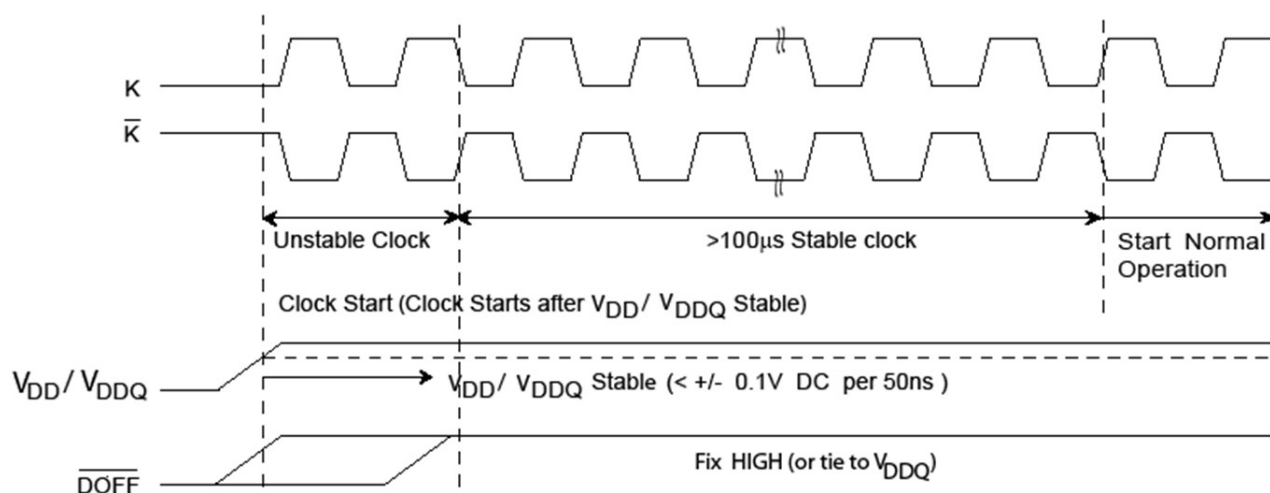 K
K̅
Unstable Clock
>100μs Stable clock
Start Normal
Operation
Clock Start (Clock Starts after VDD/ VDDQ Stable)
VDD/ VDDQ
VDD/ VDDQ Stable (< +/- 0.1V DC per 50ns )
Fix HIGH (or tie to VDDQ)
D̅O̅F̅F̅